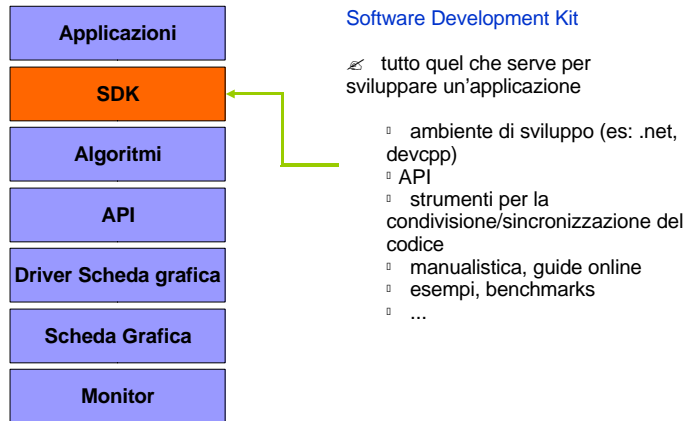 Applicazioni
SDK
Algoritmi
API
Driver Scheda grafica
Scheda Grafica
Monitor
Software Development Kit
tutto quel che serve per
sviluppare un'applicazione
ambiente di sviluppo (es: .net,
devcpp)
API
strumenti per la
condivisione/sincronizzazione del
codice
manualistica, guide online
esempi, benchmarks
...